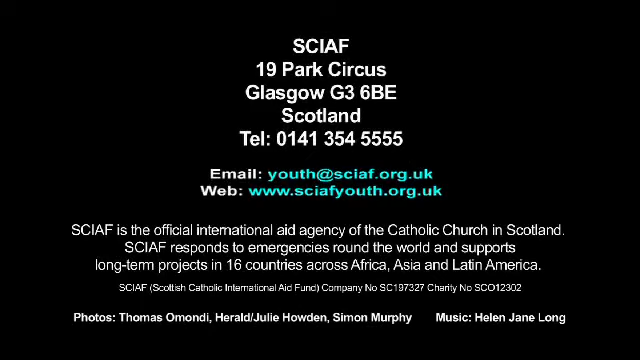 SCIAF
19 Park Circus
Glasgow G3 6BE
Scotland
Tel: 0141 354 5555
Email: youth@sciaf.org.uk
Web: www.sciafyouth.org.uk
SCIAF is the official international aid agency of the Catholic Church in Scotland.
SCIAF responds to emergencies round the world and supports
long-term projects in 16 countries across Africa, Asia and Latin America.
SCIAF (Scottish Catholic International Aid Fund) Company No SC197327 Charity No SCO12302
Photos: Thomas Omondi, Herald/Julie Howden, Simon Murphy Music: Helen Jane Long